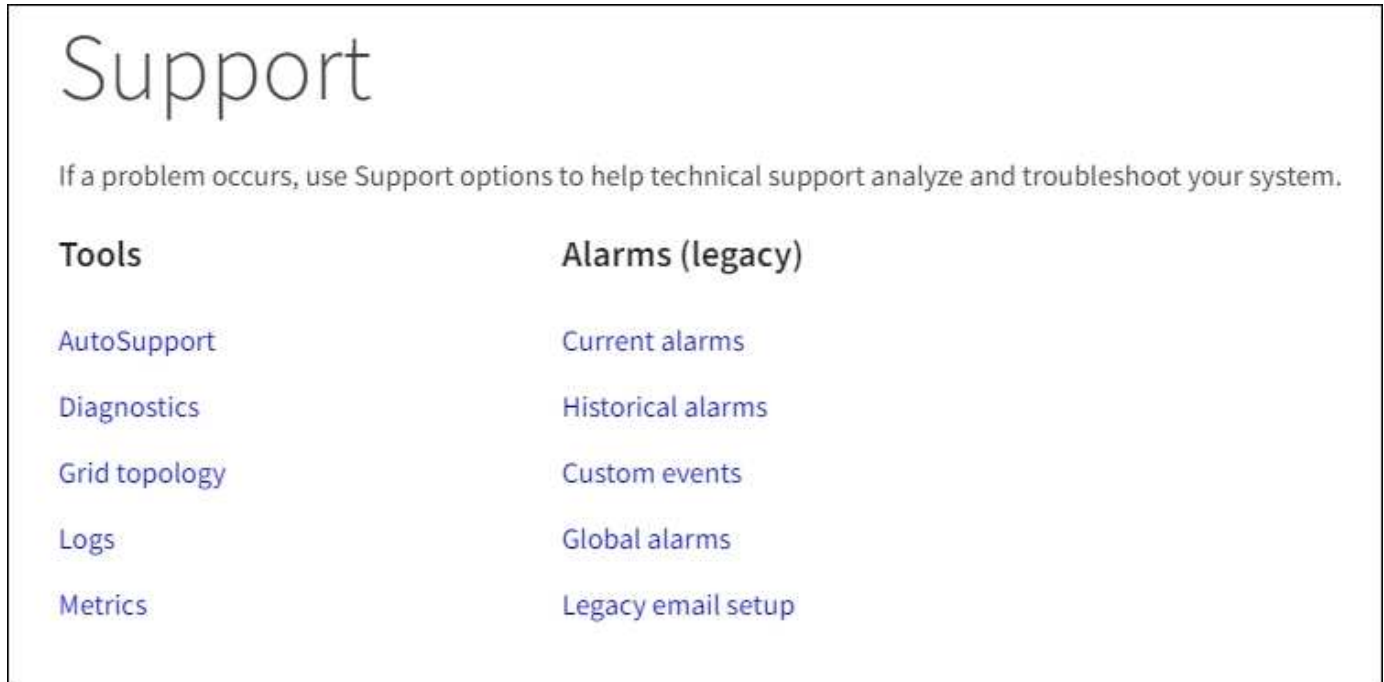 Support
If a problem occurs, use Support options to help technical support analyze and troubleshoot your system.
Tools
Alarms (legacy)
AutoSupport
Current alarms
Diagnostics
Historical alarms
Grid topology
Custom events
Logs
Global alarms
Metrics
Legacy email setup